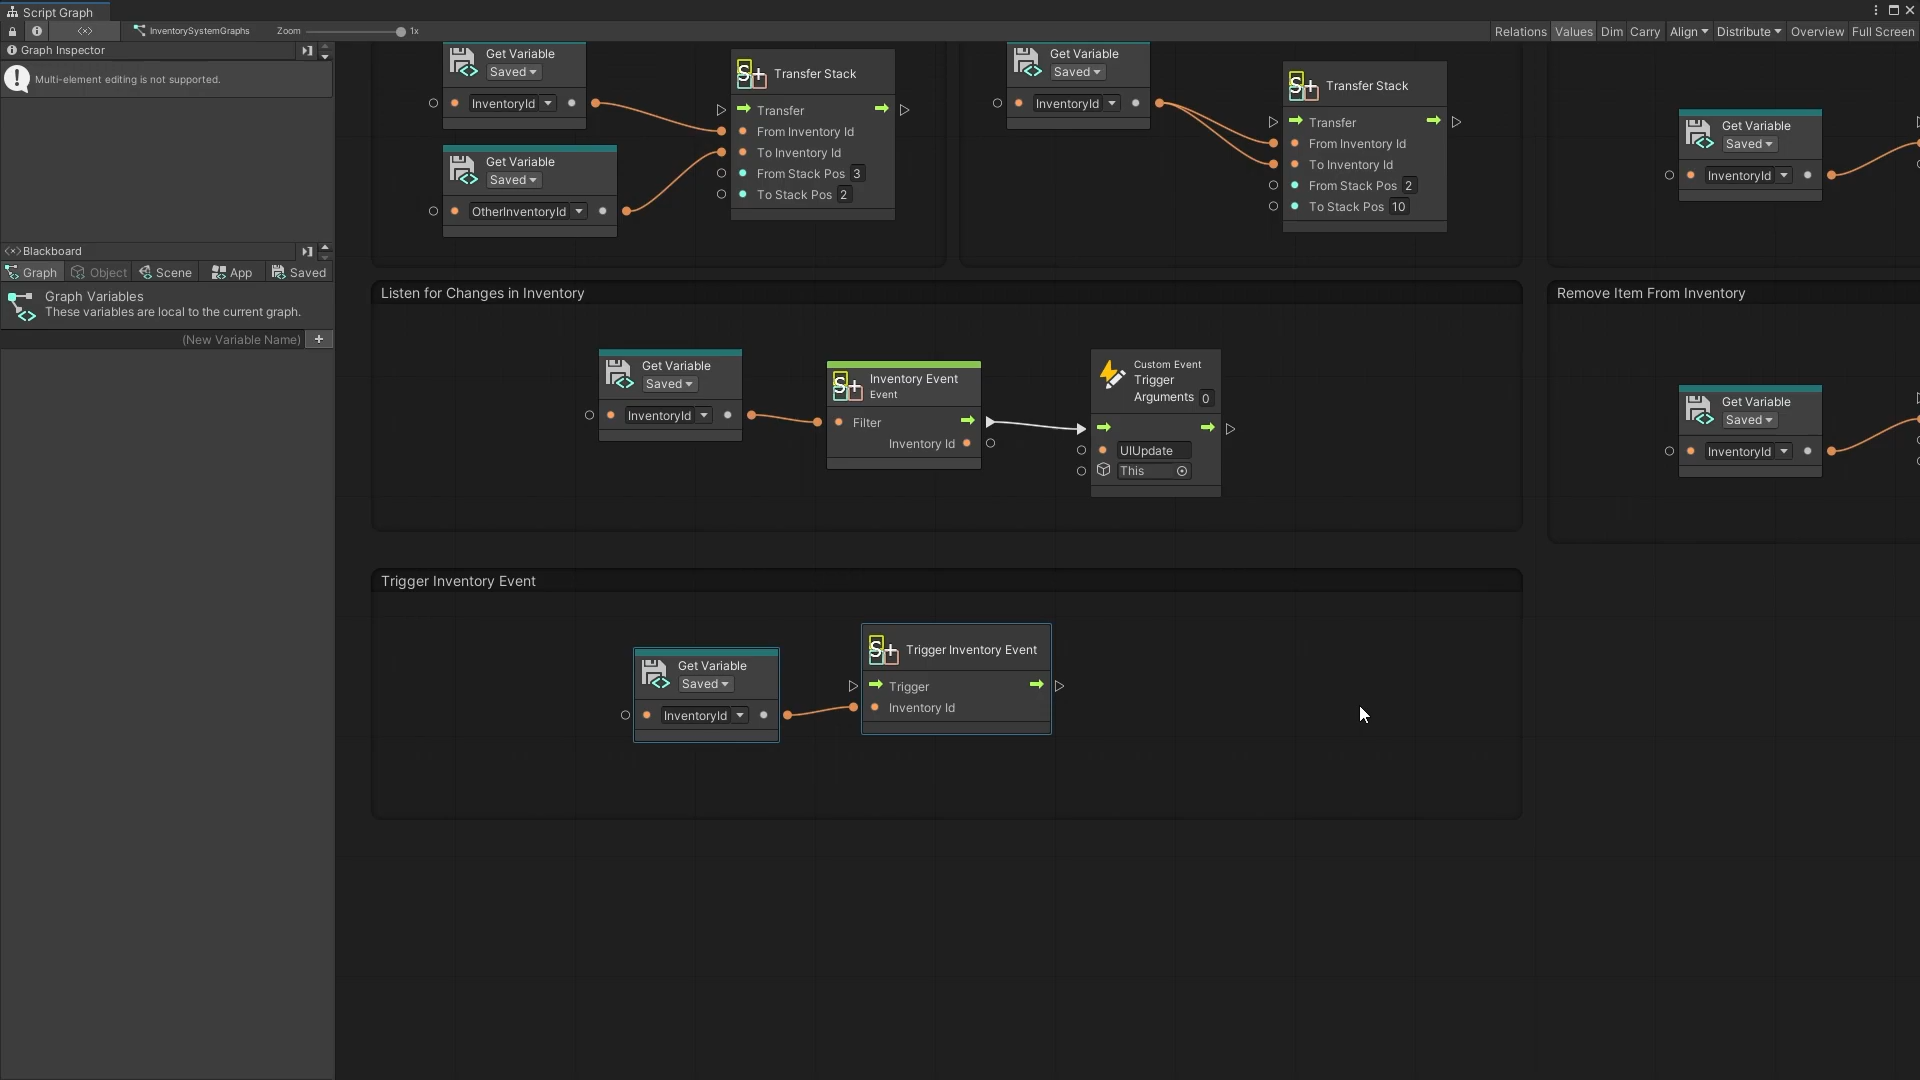 Script Graph
InventorySystemGraphs
Zoom
1x
Relations
Values
Dim
Carry
Align
Distribute
Overview
Full Screen
Graph Inspector
Multi-element editing is not supported.
Blackboard
Graph
Object
Scene
App
Saved
Graph Variables
These variables are local to the current graph.
(New Variable Name)
+
Get Variable
Saved
InventoryId
Get Variable
Saved
OtherInventoryId
S+
Transfer Stack
Transfer
From Inventory Id
To Inventory Id
From Stack Pos 3
To Stack Pos 2
Get Variable
Saved
InventoryId
S+
Transfer Stack
Transfer
From Inventory Id
To Inventory Id
From Stack Pos 2
To Stack Pos 10
Get Variable
Saved
InventoryId
Listen for Changes in Inventory
Get Variable
Saved
InventoryId
S+
Inventory Event
Event
Filter
Inventory Id
Custom Event
Trigger
Arguments 0
UIUpdate
This
Remove Item From Inventory
Get Variable
Saved
InventoryId
Trigger Inventory Event
Get Variable
Saved
InventoryId
S+
Trigger Inventory Event
Trigger
Inventory Id